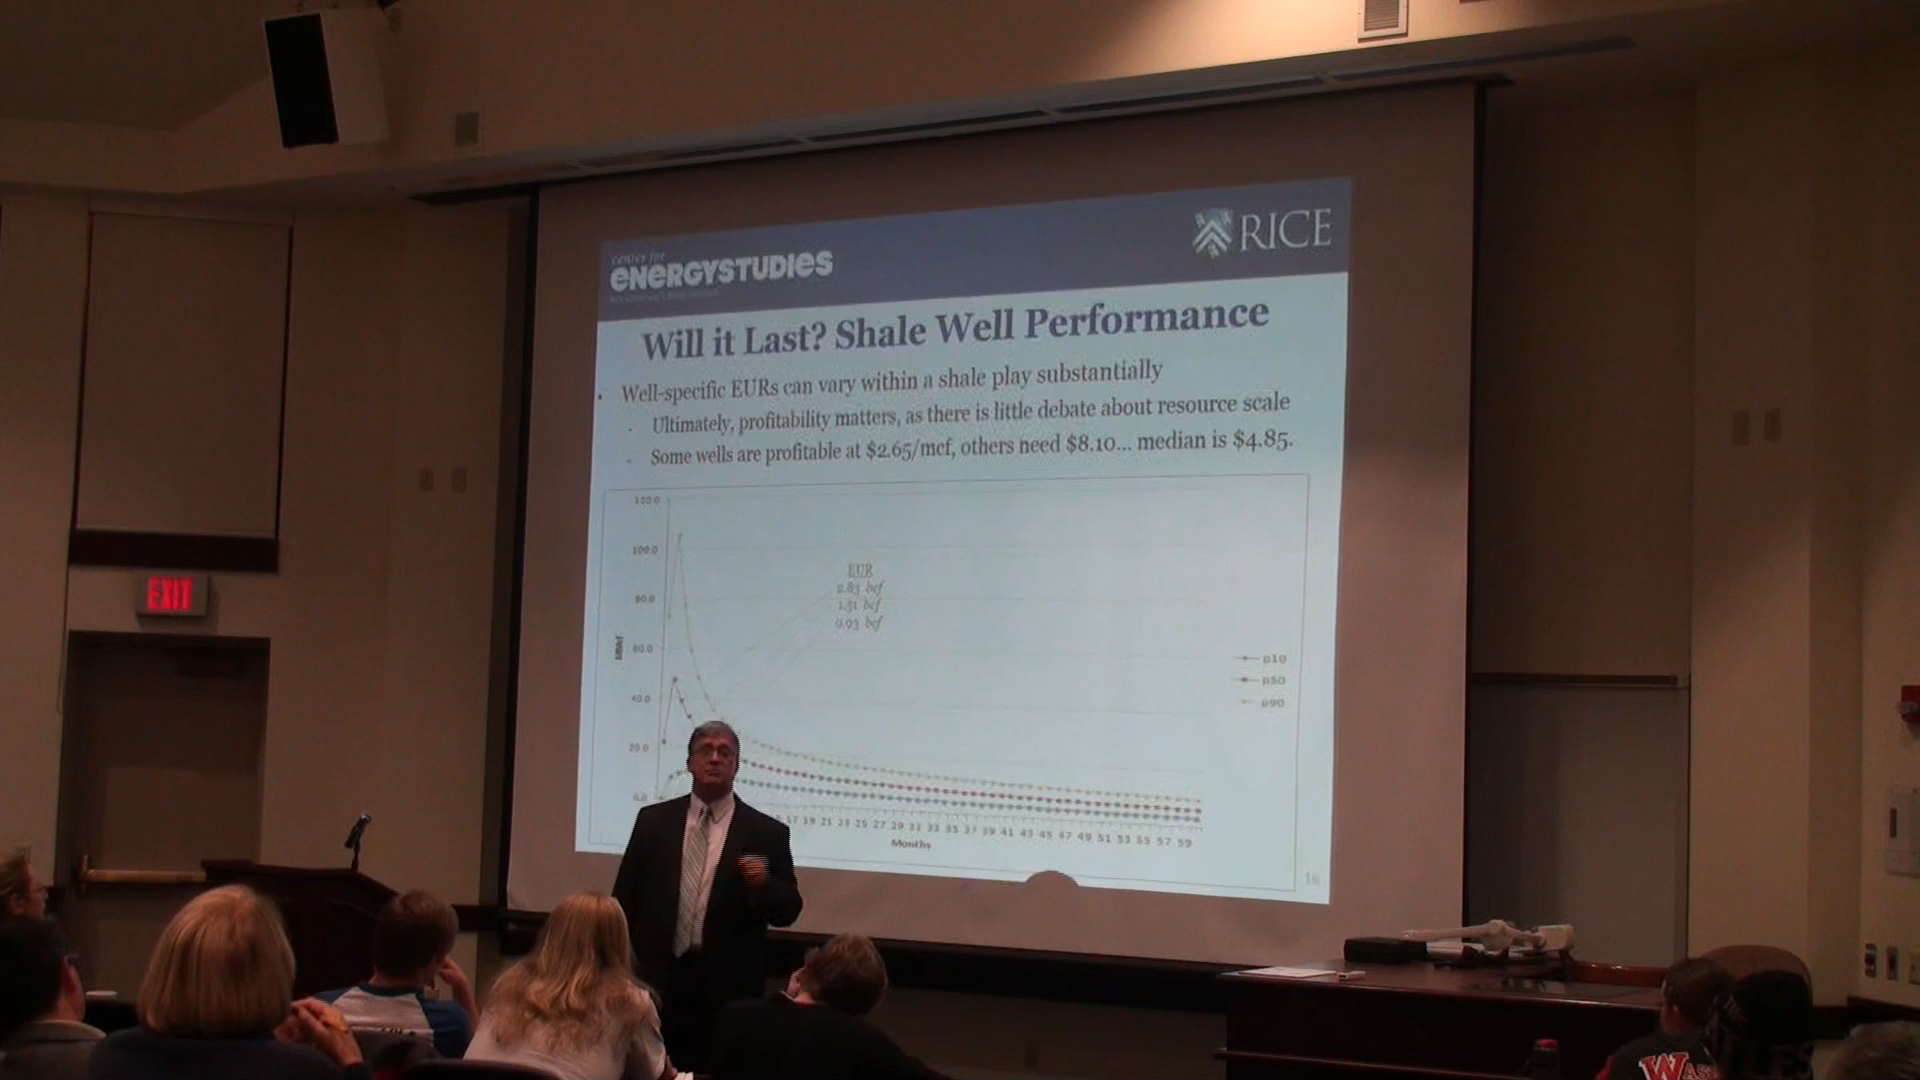 EXIT
center for
ENERGYSTUDIES
RICE
Will it Last? Shale Well Performance
Well-specific EURs can vary within a shale play substantially
Ultimately, profitability matters, as there is little debate about resource scale
Some wells are profitable at $2.65/mcf, others need $8.10... median is $4.85.
100.0
80.0
60.0
40.0
20.0
0.0
EUR
2.83 bcf
1.51 bcf
0.93 bcf
p10
p50
p90
17 19 21 23 25 27 29 31 33 35 37 39 41 43 45 47 49 51 53 55 57 59
Months
16
W